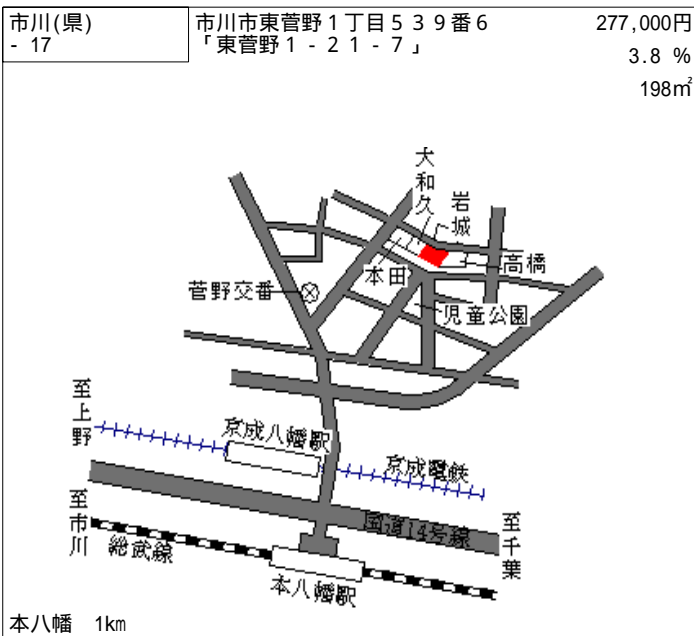 市川(県)
- 17
市川市東菅野１丁目５３９番６
「東菅野１-２１-７」
277,000円
3.8 %
198㎡
大和久
岩城
高橋
本田
児童公園
菅野交番
至上野
京成八幡駅
京成電鉄
国道14号線
至市川
総武線
本八幡駅
至千葉
本八幡 1km